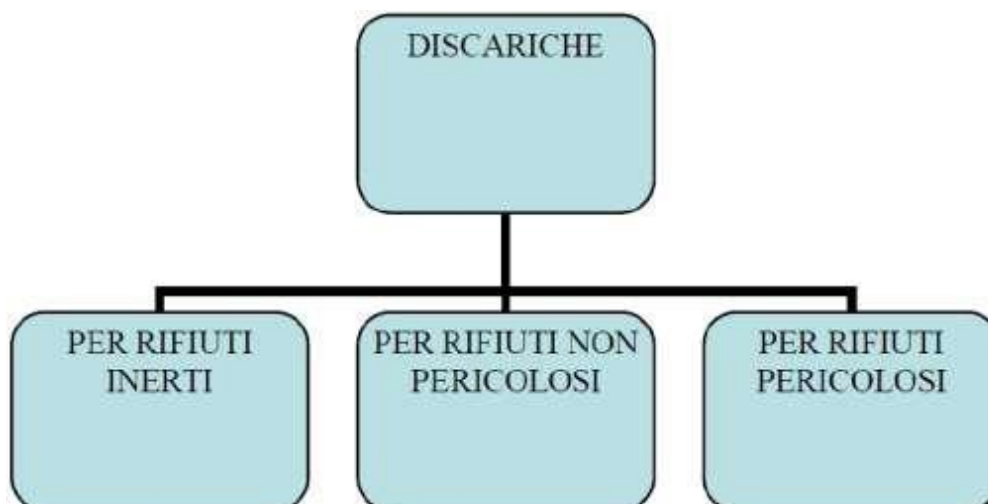 DISCARICHE
PER RIFIUTI
INERTI
PER RIFIUTI NON
PERICOLOSI
PER RIFIUTI
PERICOLOSI